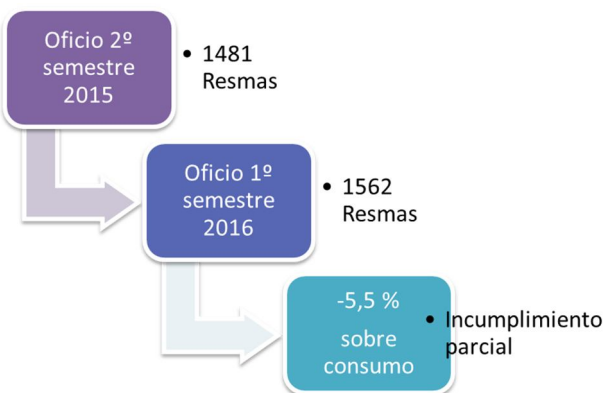 Oficio 2º
semestre
2015
• 1481
Resmas
Oficio 1º
semestre
2016
• 1562
Resmas
-5,5 %
sobre
consumo
• Incumplimiento
parcial